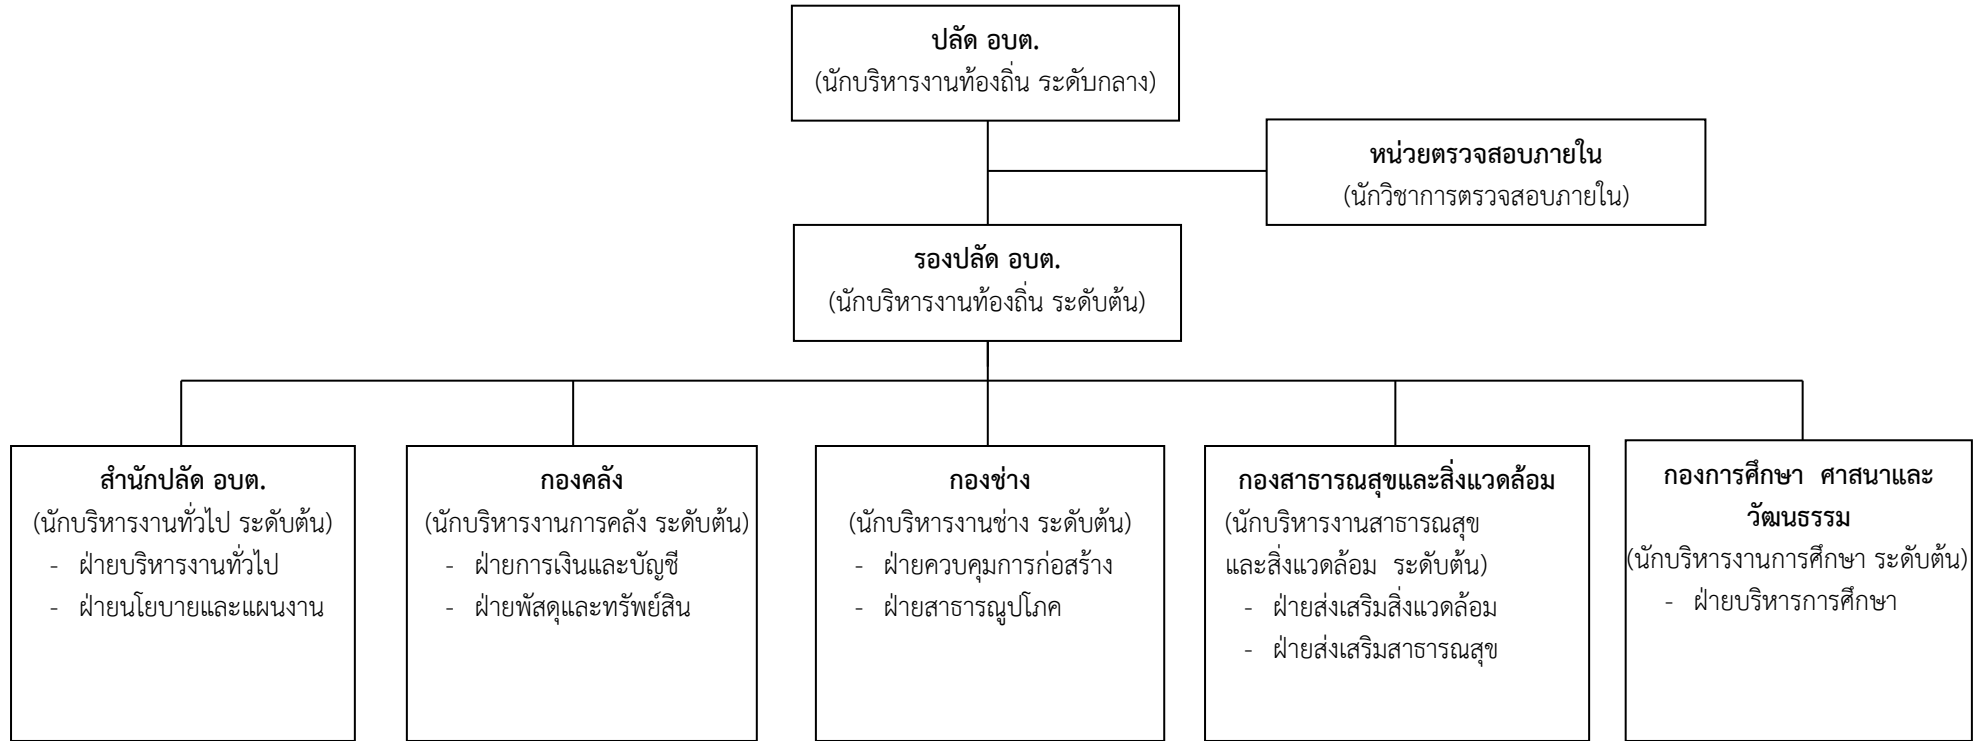 ปลัด อบต.
(นักบริหารงานท้องถิ่น ระดับกลาง)
หน่วยตรวจสอบภายใน
(นักวิชาการตรวจสอบภายใน)
รองปลัด อบต.
(นักบริหารงานท้องถิ่น ระดับต้น)
สำนักปลัด อบต.
(นักบริหารงานทั่วไป ระดับต้น)
- ฝ่ายบริหารงานทั่วไป
- ฝ่ายนโยบายและแผนงาน
กองคลัง
(นักบริหารงานการคลัง ระดับต้น)
- ฝ่ายการเงินและบัญชี
- ฝ่ายพัสดุและทรัพย์สิน
กองช่าง
(นักบริหารงานช่าง ระดับต้น)
- ฝ่ายควบคุมการก่อสร้าง
- ฝ่ายสาธารณูปโภค
กองสาธารณสุขและสิ่งแวดล้อม
(นักบริหารงานสาธารณสุข
และสิ่งแวดล้อม ระดับต้น)
- ฝ่ายส่งเสริมสิ่งแวดล้อม
- ฝ่ายส่งเสริมสาธารณสุข
กองการศึกษา ศาสนาและ
วัฒนธรรม
(นักบริหารงานการศึกษา ระดับต้น)
- ฝ่ายบริหารการศึกษา